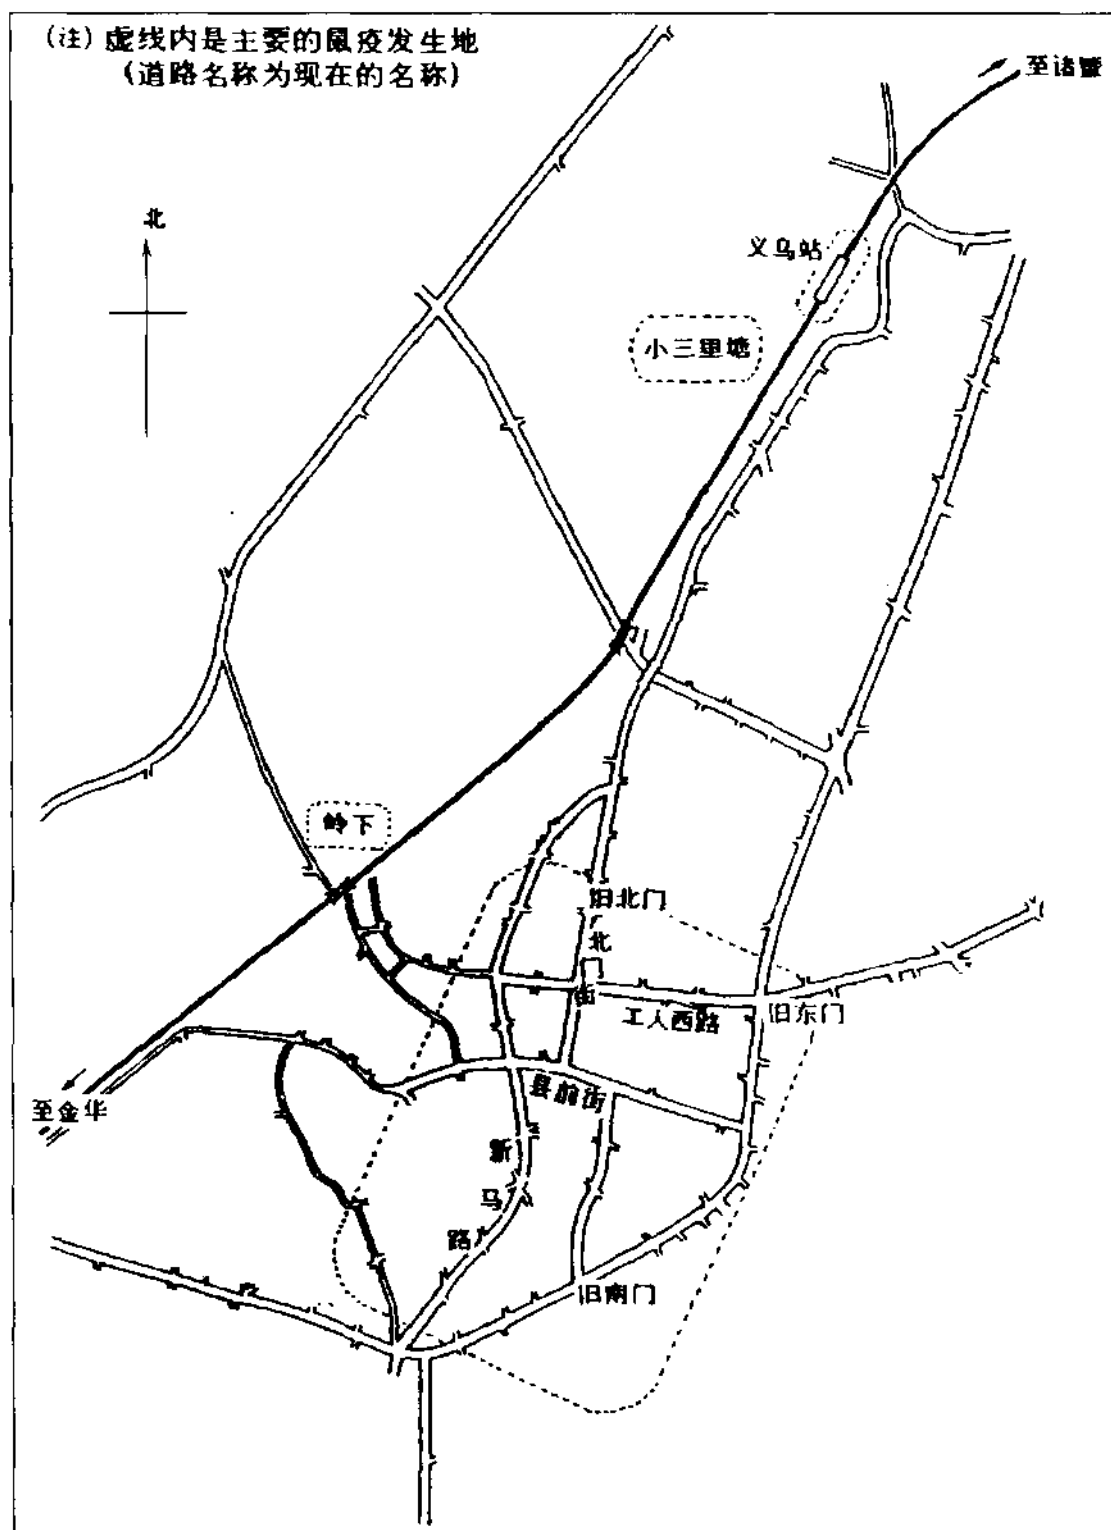 (注) 虚线内是主要的鼠疫发生地
(道路名称为现在的名称)
至诸暨
北
义乌站
小三里塘
岭下
旧北门
北门街
工人西路
旧东门
县前街
至金华
新马路
旧南门